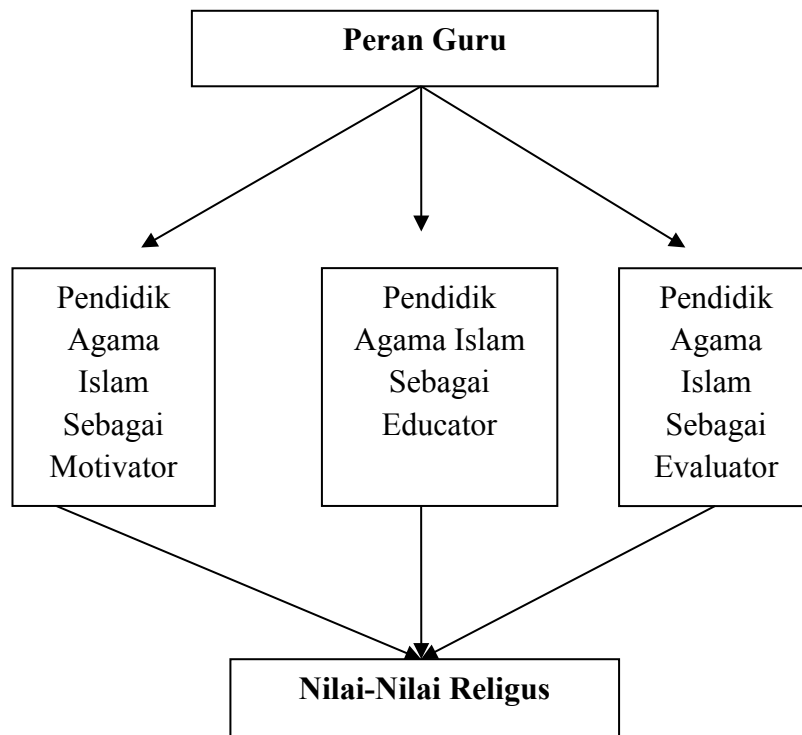 Peran Guru
Pendidik
Agama
Islam
Sebagai
Motivator
Pendidik
Agama Islam
Sebagai
Educator
Pendidik
Agama
Islam
Sebagai
Evaluator
Nilai-Nilai Religus